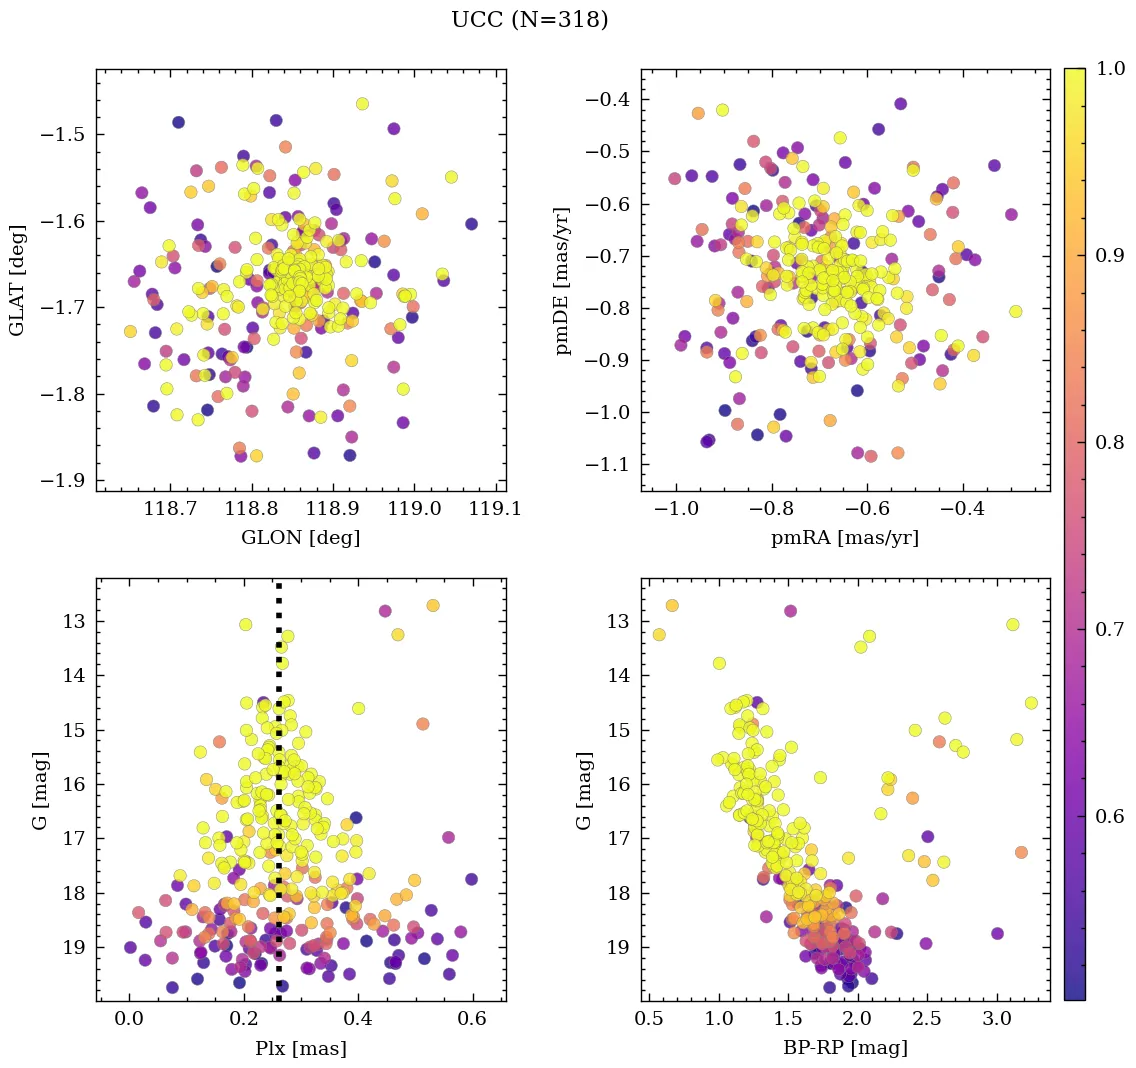 UCC (N=318)
−1.5
−1.6
−1.7
−1.8
−1.9
GLAT [deg]
118.7 118.8 118.9 119.0 119.1
GLON [deg]
−0.4
−0.5
−0.6
−0.7
−0.8
−0.9
−1.0
−1.1
pmDE [mas/yr]
−1.0 −0.8 −0.6 −0.4
pmRA [mas/yr]
13
14
15
16
17
18
19
G [mag]
0.0 0.2 0.4 0.6
Plx [mas]
13
14
15
16
17
18
19
G [mag]
0.5 1.0 1.5 2.0 2.5 3.0
BP-RP [mag]
1.0
0.9
0.8
0.7
0.6